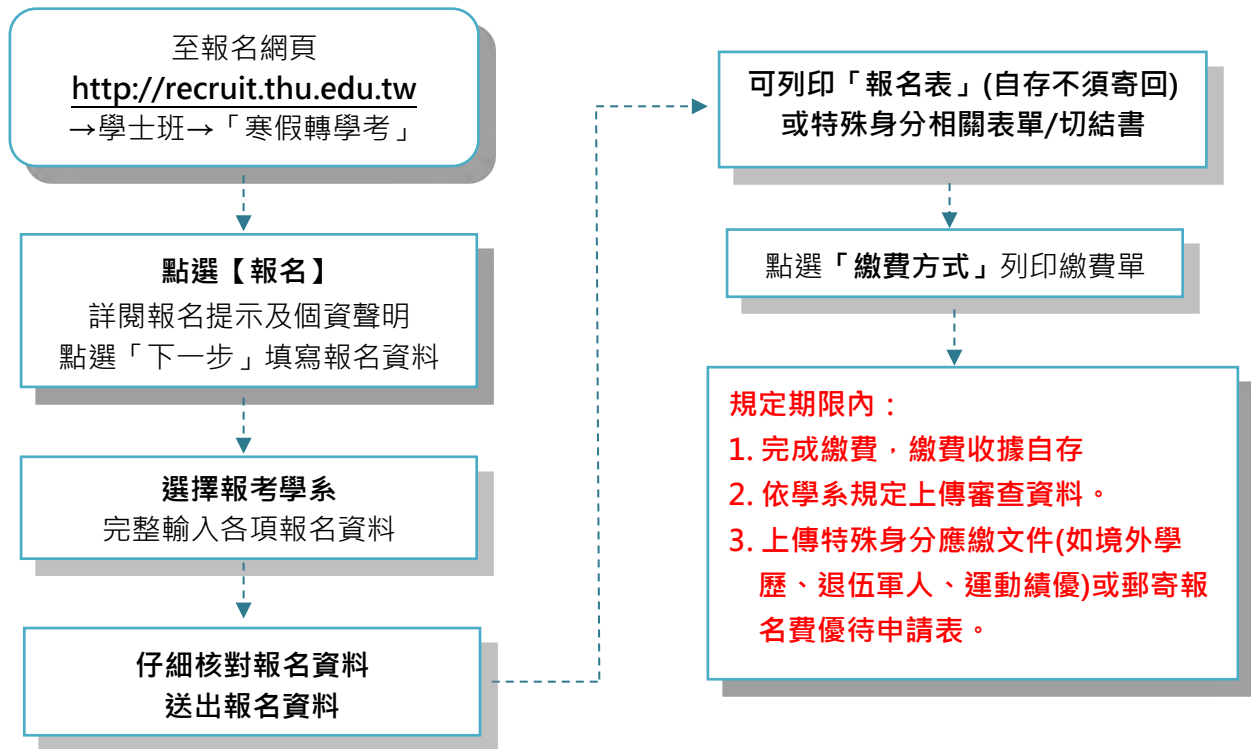 至報名網頁
http://recruit.thu.edu.tw
→學士班→「寒假轉學考」
點選【報名】
詳閱報名提示及個資聲明
點選「下一步」填寫報名資料
選擇報考學系
完整輸入各項報名資料
仔細核對報名資料
送出報名資料
可列印「報名表」(自存不須寄回)
或特殊身分相關表單/切結書
點選「繳費方式」列印繳費單
規定期限內：
1. 完成繳費，繳費收據自存
2. 依學系規定上傳審查資料。
3. 上傳特殊身分應繳文件(如境外學
歷、退伍軍人、運動績優)或郵寄報
名費優待申請表。